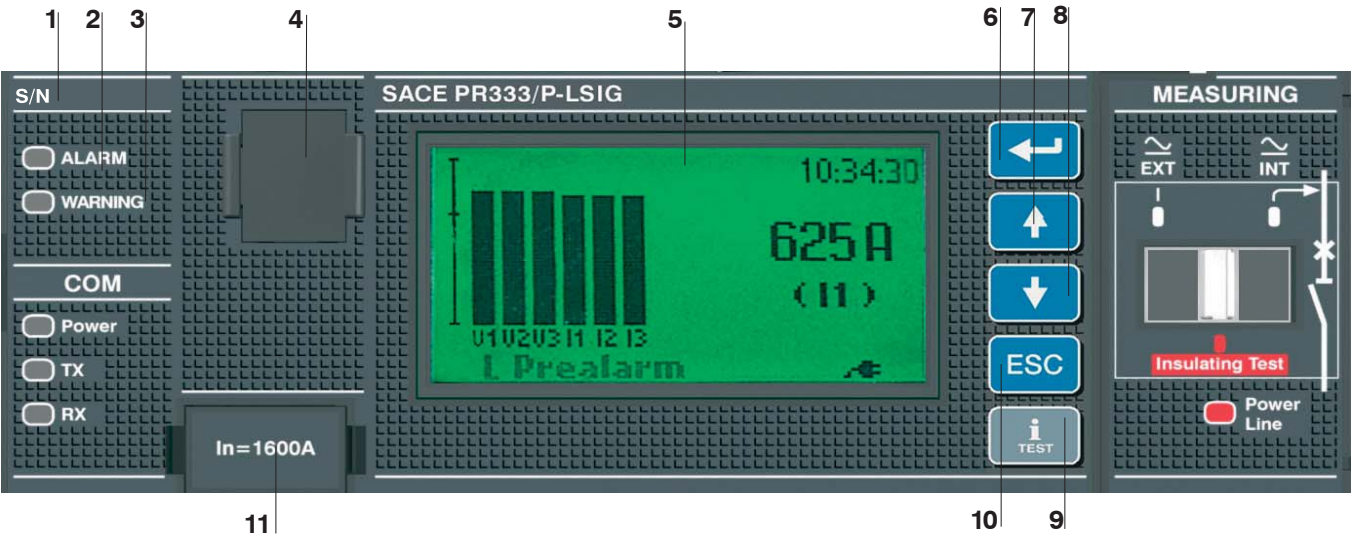 1 2 3 4 5 6 7 8
S/N
ALARM
WARNING
COM
Power
TX
RX
In=1600A
SACE PR333/P-LSIG
10:34:30
625 A
(I1)
V1 V2 V3 I1 I2 I3
L Prealarm
ESC
i
TEST
MEASURING
EXT INT
Insulating Test
Power
Line
11 10 9